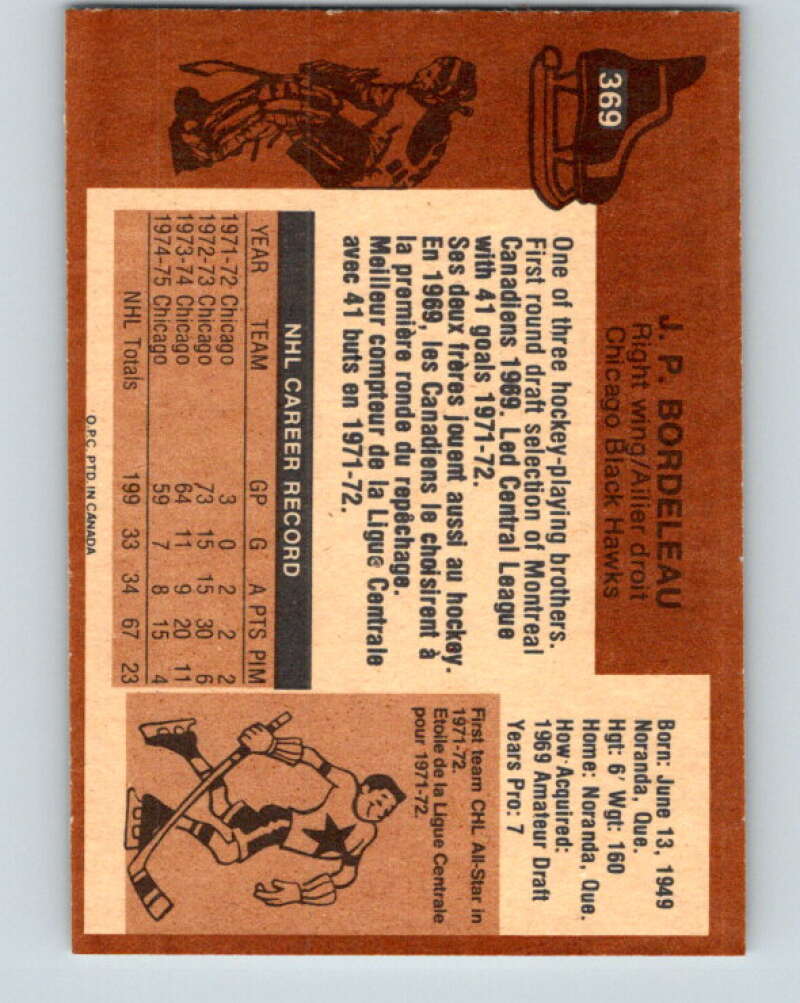 369
J. P. BORDELEAU
Right wing/Ailier droit
Chicago Black Hawks
Born: June 13, 1949
Noranda, Que.
Hgt: 6' Wgt: 160
Home: Noranda, Que.
How Acquired:
1969 Amateur Draft
Years Pro: 7
One of three hockey-playing brothers.
First round draft selection of Montreal
Canadiens 1969. Led Central League
with 41 goals 1971-72.
Ses deux frères jouent aussi au hockey.
En 1969, les Canadiens le choisirent à
la première ronde du repêchage.
Meilleur compteur de la Ligue Centrale
avec 41 buts en 1971-72.
NHL CAREER RECORD
YEAR TEAM GP G A PTS PIM
1971-72 Chicago 3 0 2 2 2
1972-73 Chicago 73 15 15 30 6
1973-74 Chicago 64 11 9 20 11
1974-75 Chicago 59 7 8 15 4
NHL Totals 199 33 34 67 23
First team CHL All-Star in
1971-72.
Etoile de la Ligue Centrale
pour 1971-72.
O.P.C. PTD. IN CANADA